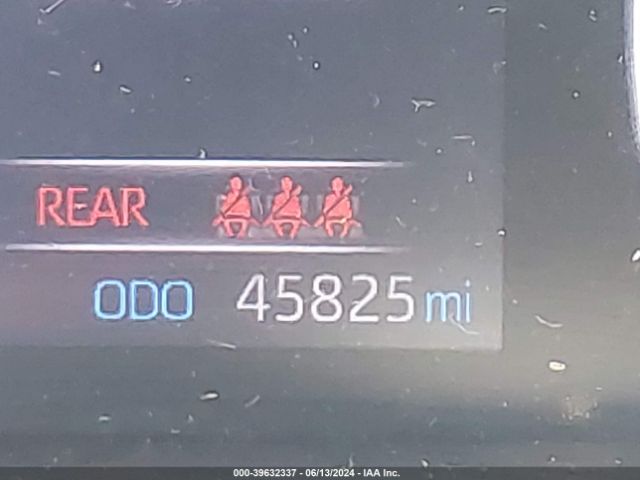 REAR
ODO 45825 mi
000-39632337 - 06/13/2024 - IAA Inc.